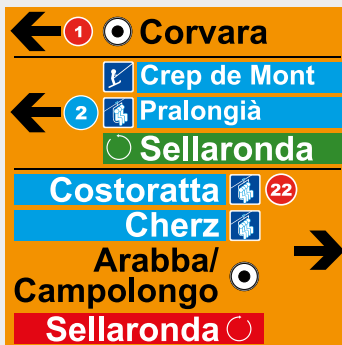 1 Corvara
Crep de Mont
2 Pralongià
Sellaronda
Costoratta 22
Cherz
Arabba/
Campolongo
Sellaronda